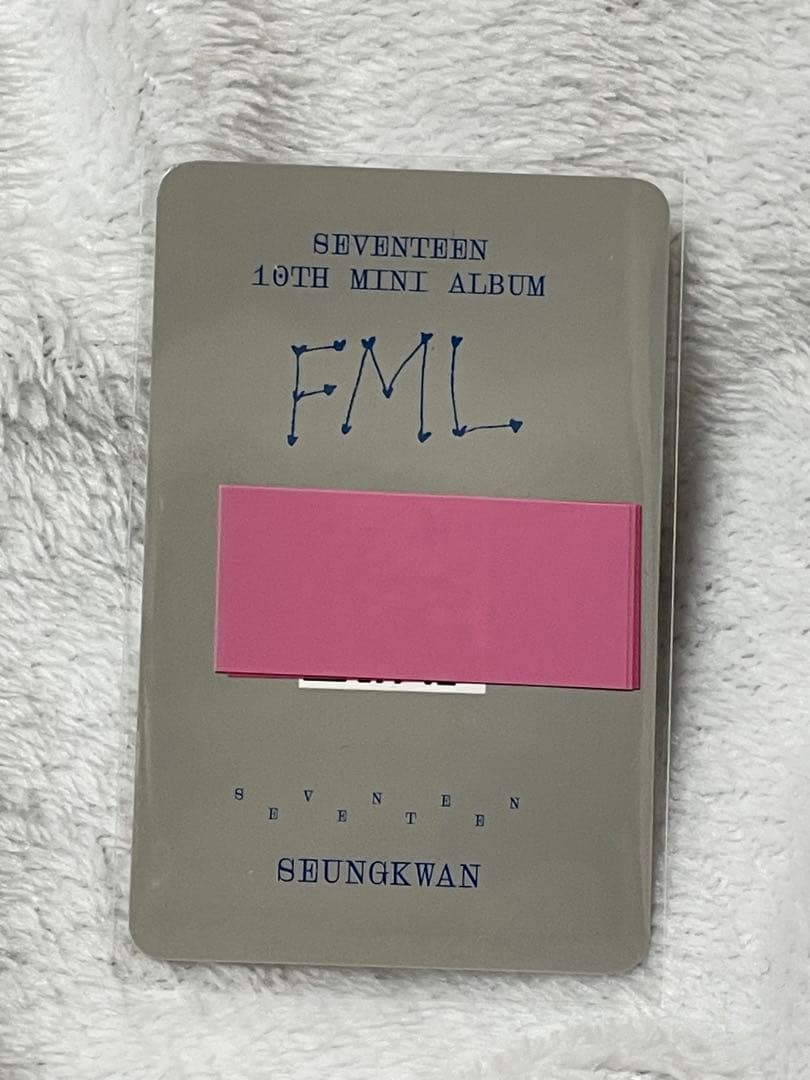 SEVENTEEN
10TH MINI ALBUM
FML
SEVENTEEN
SEUNGKWAN